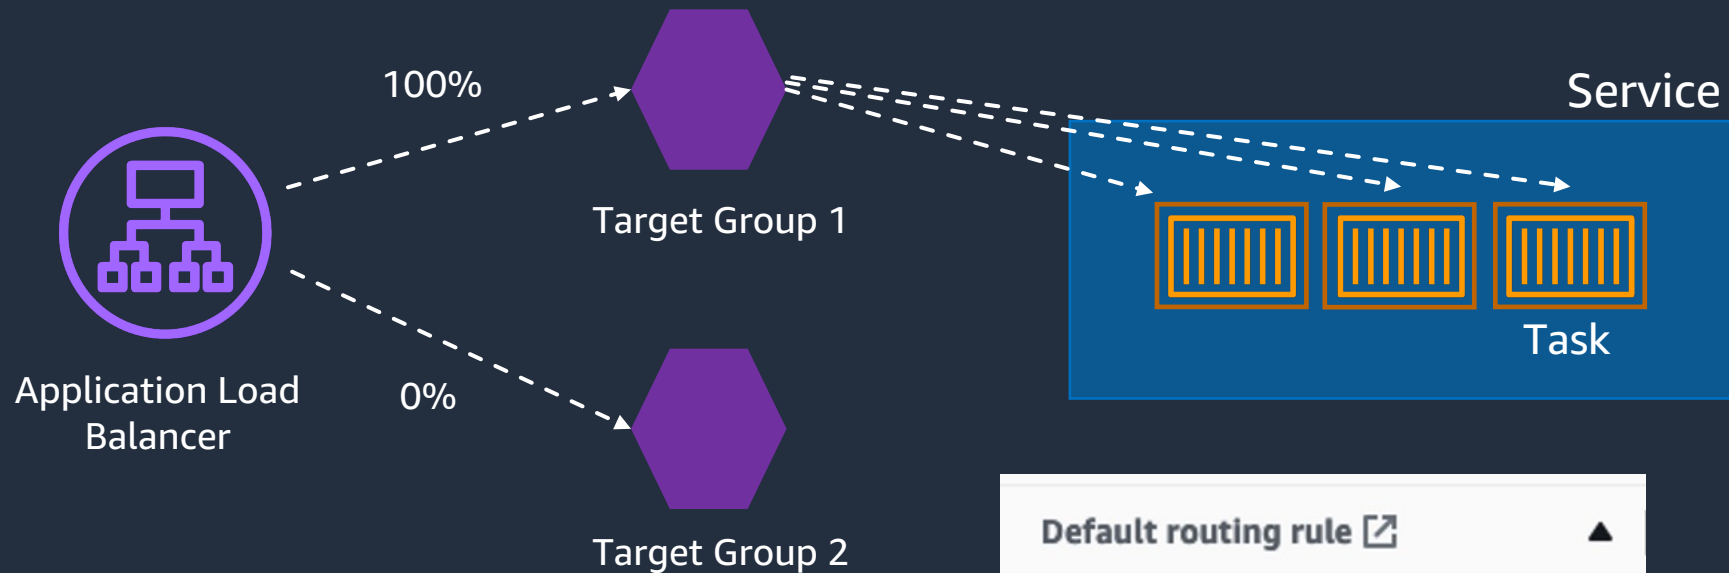 100%
Service
Target Group 1
Task
Application Load
Balancer
0%
Target Group 2
Default routing rule